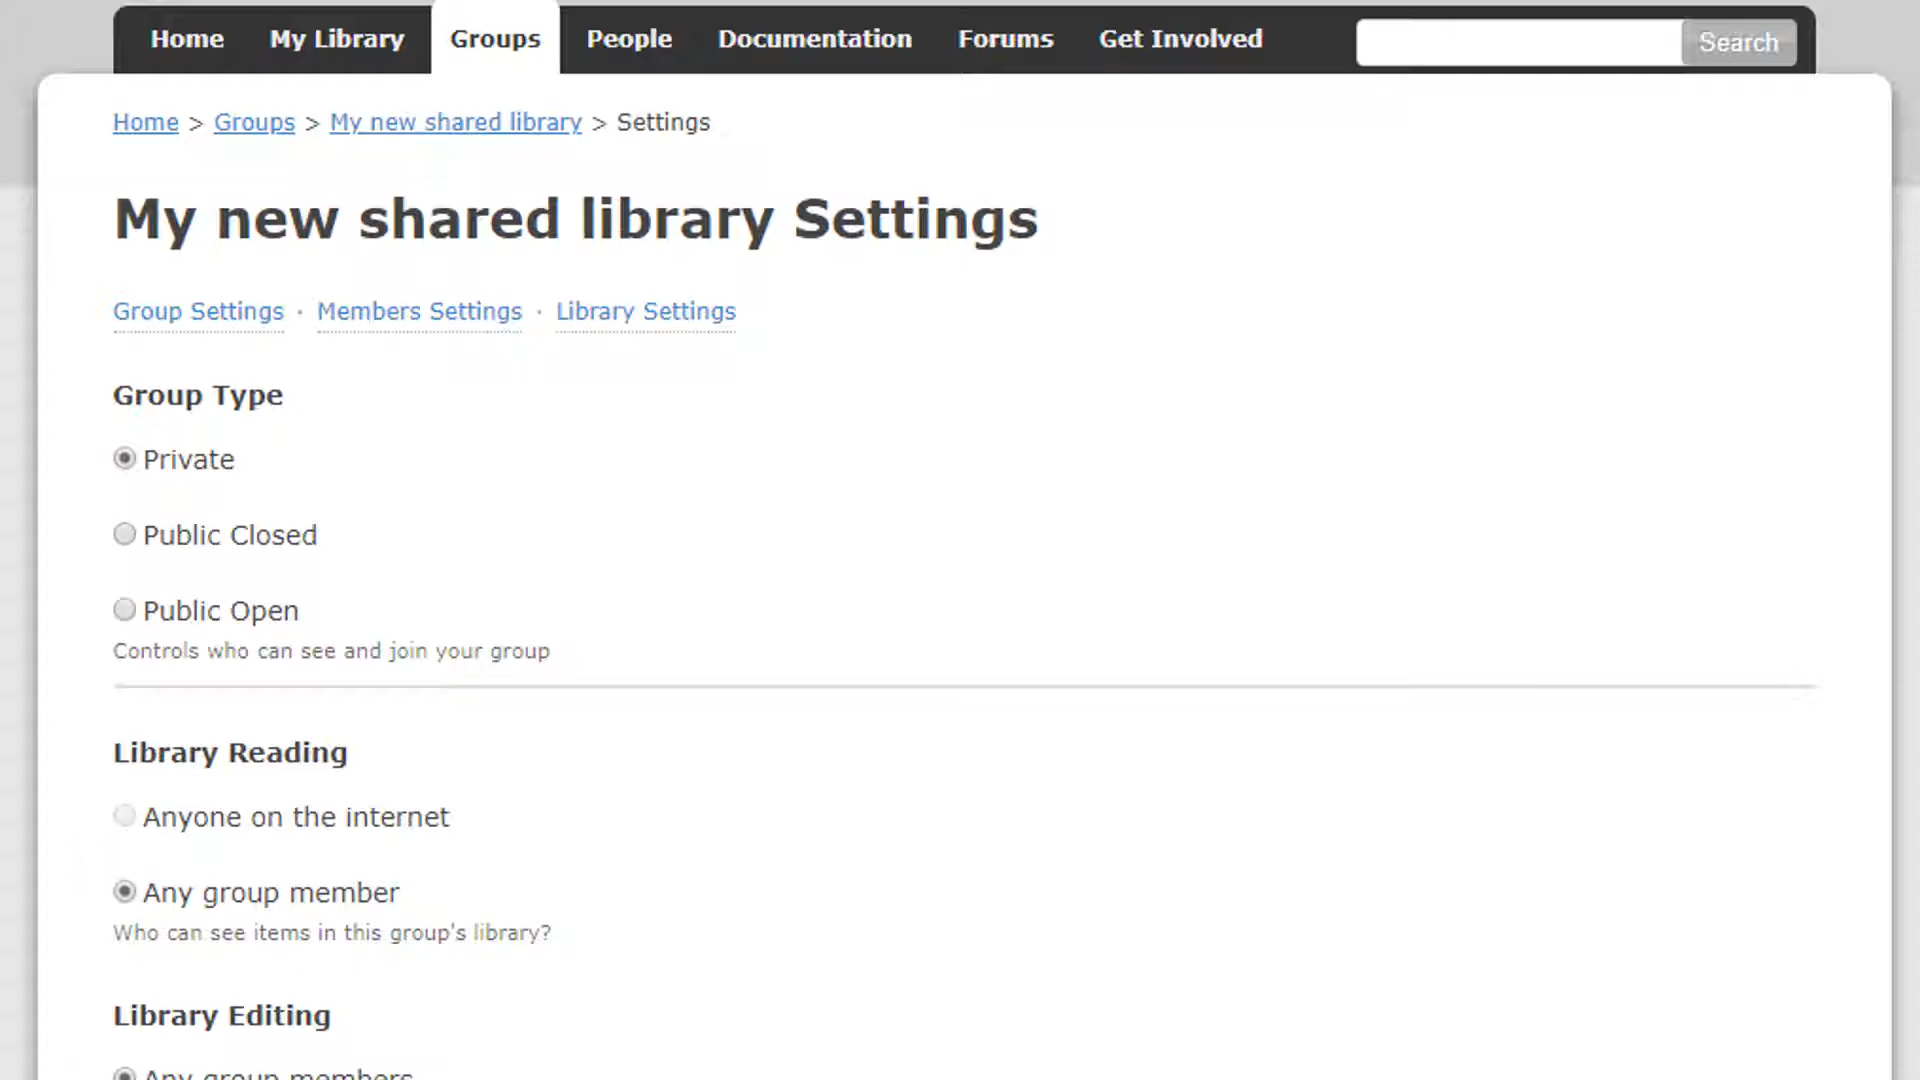 Home My Library Groups People Documentation Forums Get Involved Search
Home > Groups > My new shared library > Settings
My new shared library Settings
Group Settings · Members Settings · Library Settings
Group Type
Private
Public Closed
Public Open
Controls who can see and join your group
Library Reading
Anyone on the internet
Any group member
Who can see items in this group's library?
Library Editing
Any group members